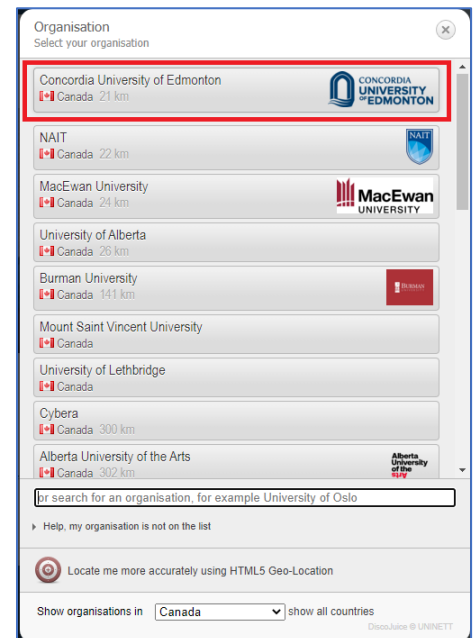 Organisation
Select your organisation
Concordia University of Edmonton
Canada 21 km
CONCORDIA
UNIVERSITY
OF EDMONTON
NAIT
Canada 22 km
NAIT
MacEwan University
Canada 24 km
MacEwan
UNIVERSITY
University of Alberta
Canada 26 km
Burman University
Canada 141 km
BURMAN
Mount Saint Vincent University
Canada
University of Lethbridge
Canada
Cybera
Canada 300 km
Alberta University of the Arts
Canada 302 km
Alberta
University
of the
Arts
or search for an organisation, for example University of Oslo
Help, my organisation is not on the list
Locate me more accurately using HTML5 Geo-Location
Show organisations in Canada show all countries
DiscoJuice © UNINETT